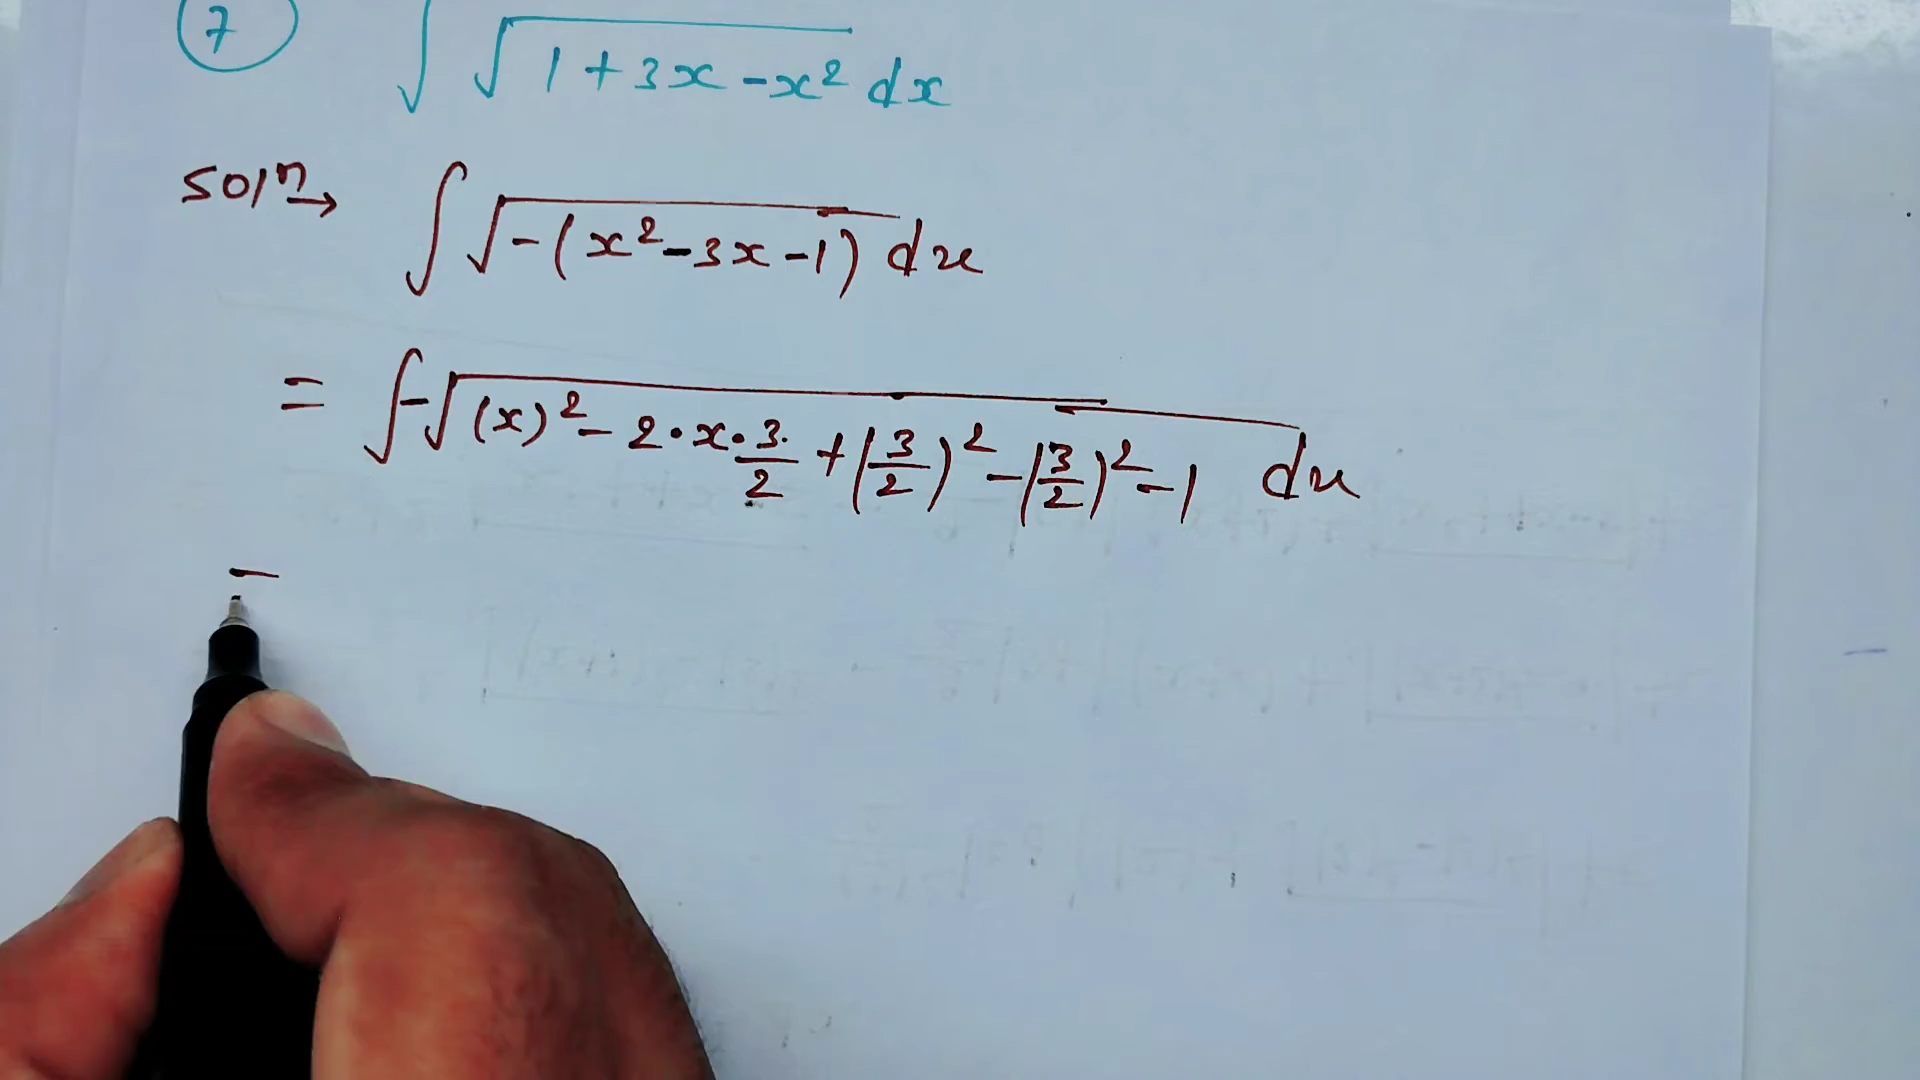 7 ∫ √(1 + 3x - x²) dx
Solⁿ → ∫ √(-(x² - 3x - 1)) dx
= ∫ -√((x)² - 2·x·3/2 + (3/2)² - (3/2)² - 1) dx